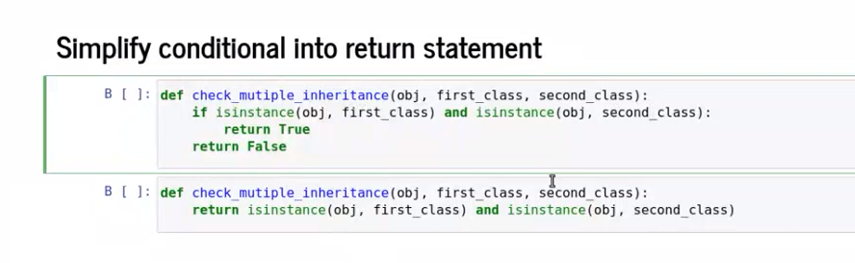 Simplify conditional into return statement
B [ ]: def check_mutiple_inheritance(obj, first_class, second_class):
if isinstance(obj, first_class) and isinstance(obj, second_class):
return True
return False
B [ ]: def check_mutiple_inheritance(obj, first_class, second_class):
return isinstance(obj, first_class) and isinstance(obj, second_class)